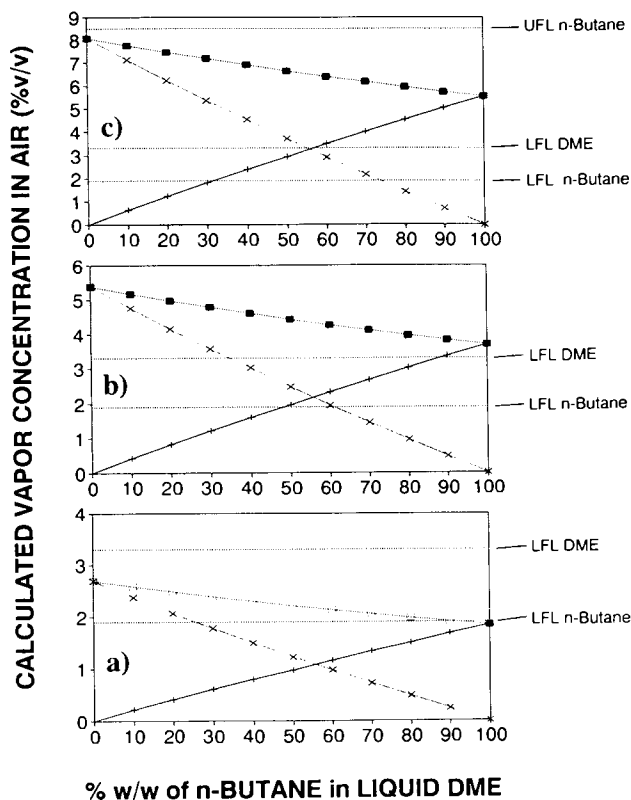 CALCULATED VAPOR CONCENTRATION IN AIR (%v/v)
9
8
7
6
5
4
3
2
1
0
c)
UFL n-Butane
LFL DME
LFL n-Butane
0 10 20 30 40 50 60 70 80 90 100
6
5
4
3
2
1
0
b)
LFL DME
LFL n-Butane
0 10 20 30 40 50 60 70 80 90 100
4
3
2
1
0
a)
LFL DME
LFL n-Butane
0 10 20 30 40 50 60 70 80 90 100
% w/w of n-BUTANE in LIQUID DME